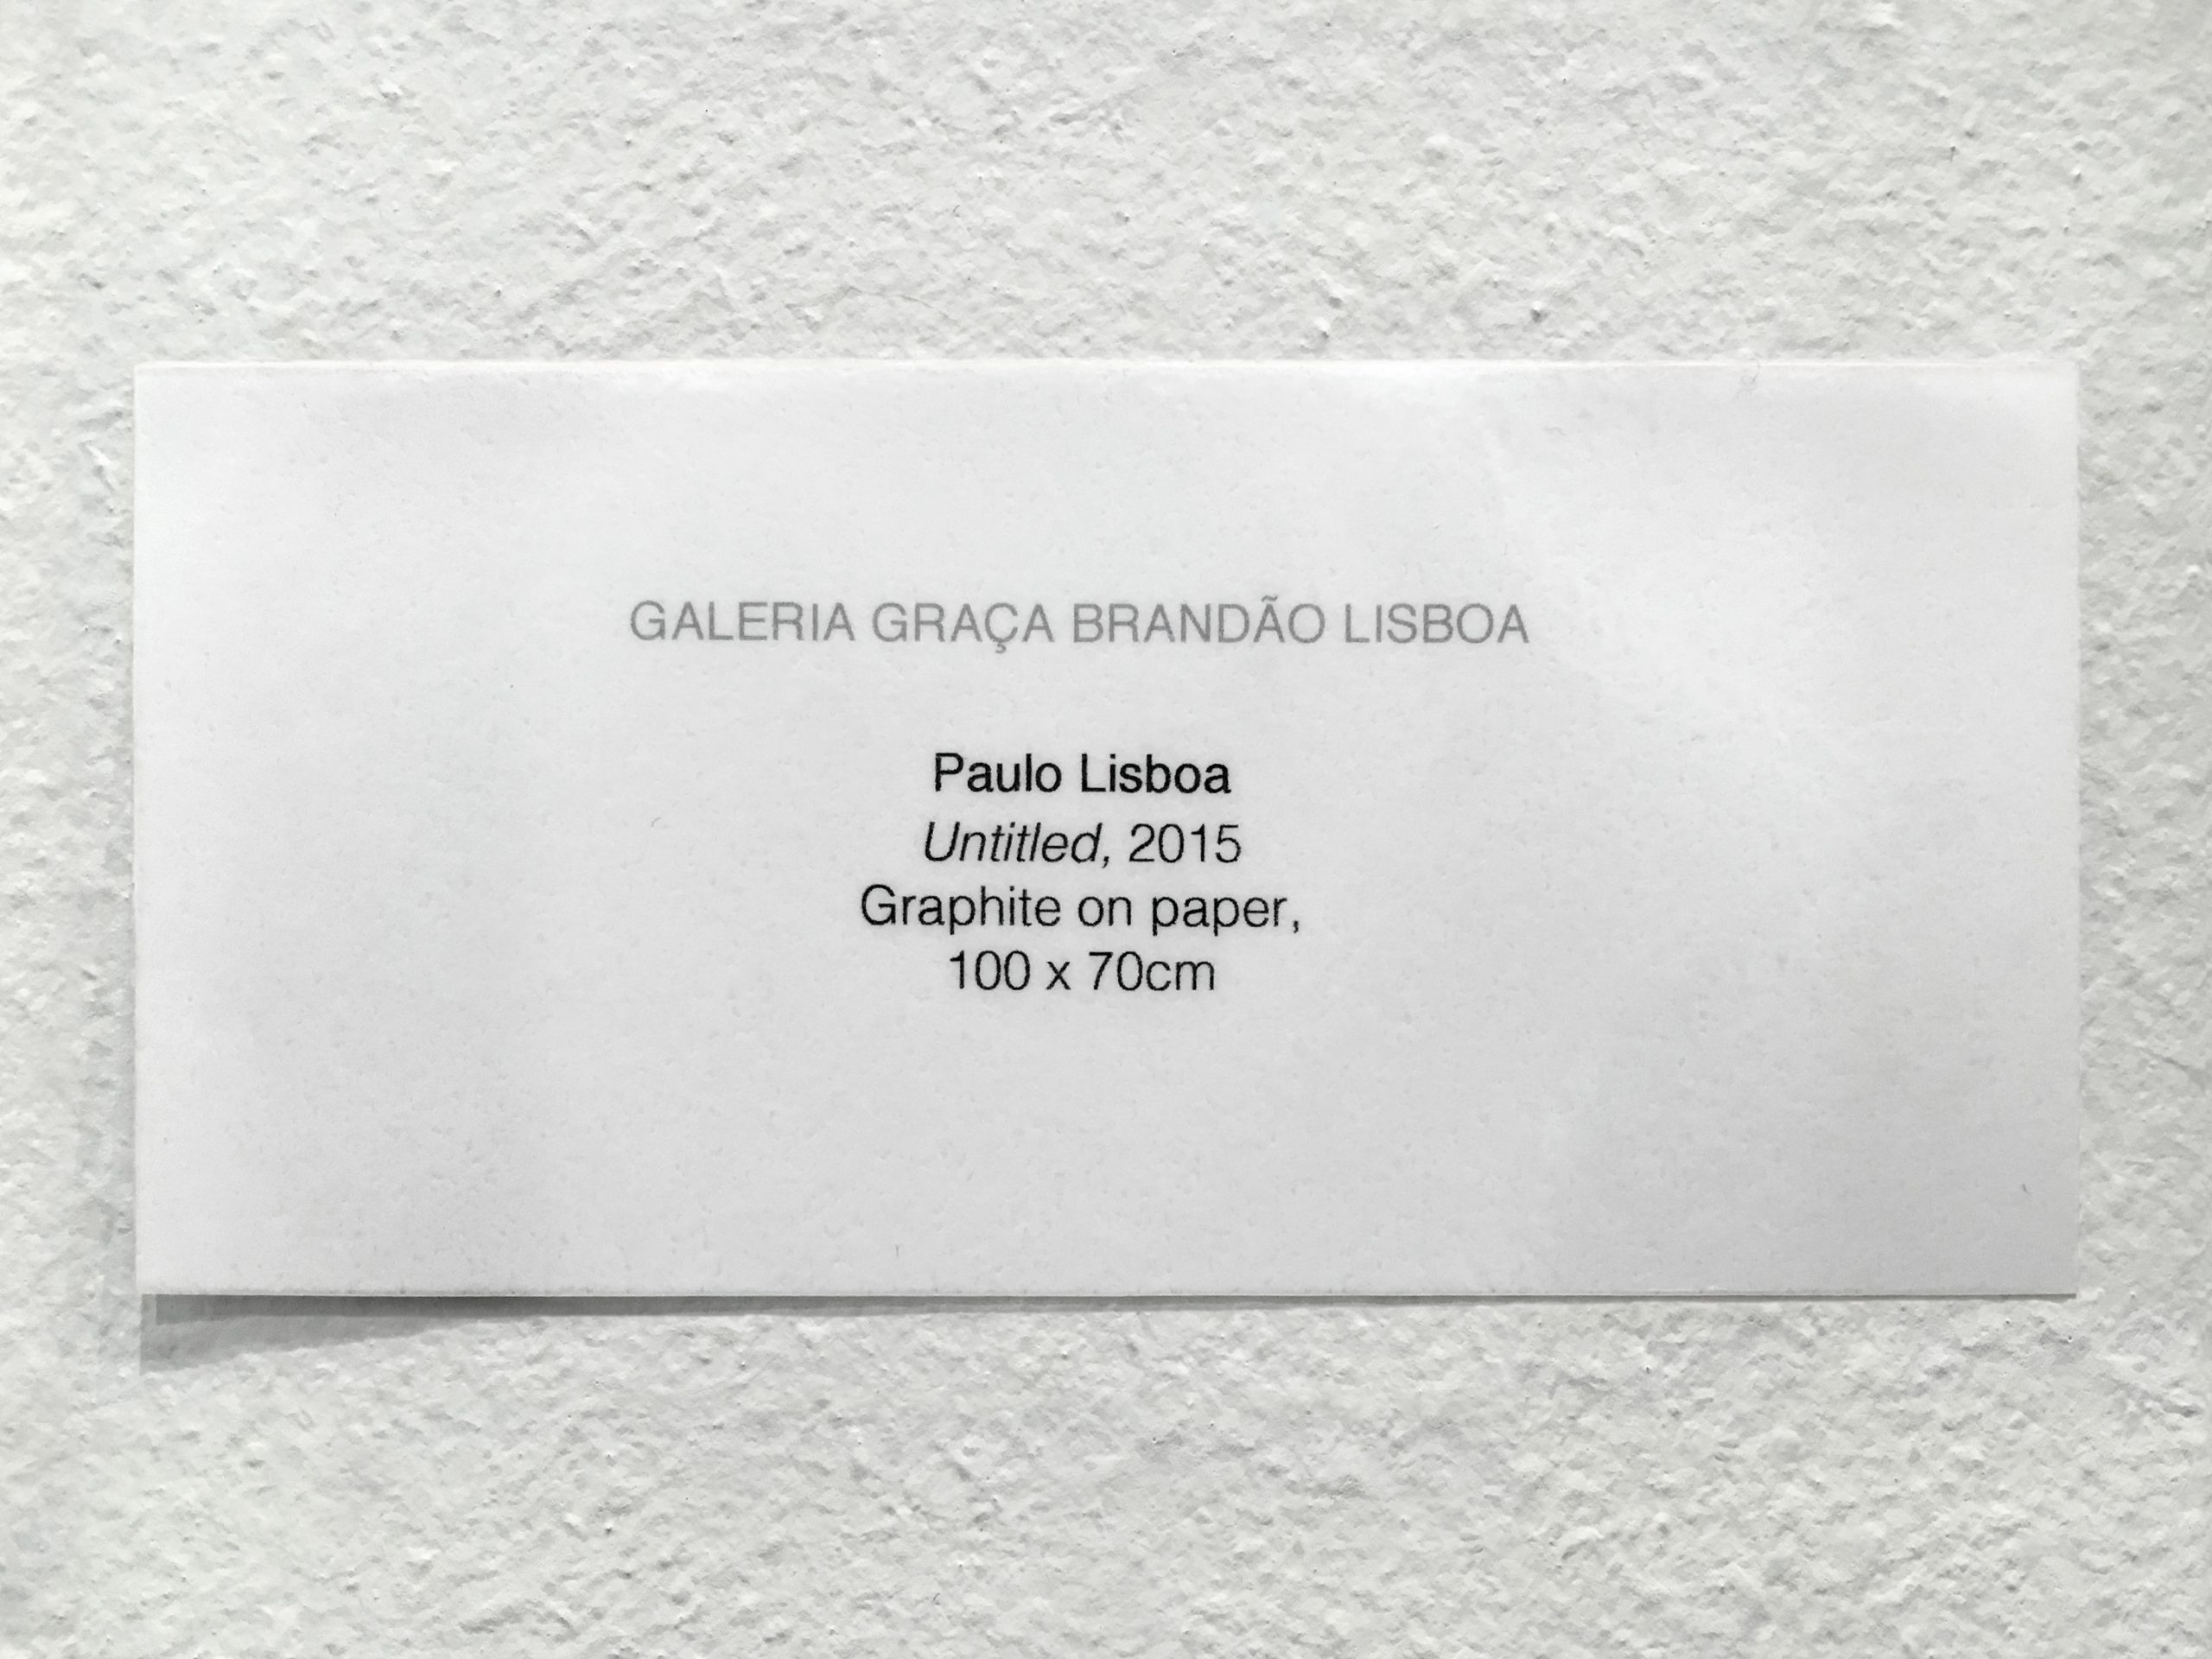 GALERIA GRAÇA BRANDÃO LISBOA
Paulo Lisboa
Untitled, 2015
Graphite on paper,
100 x 70cm